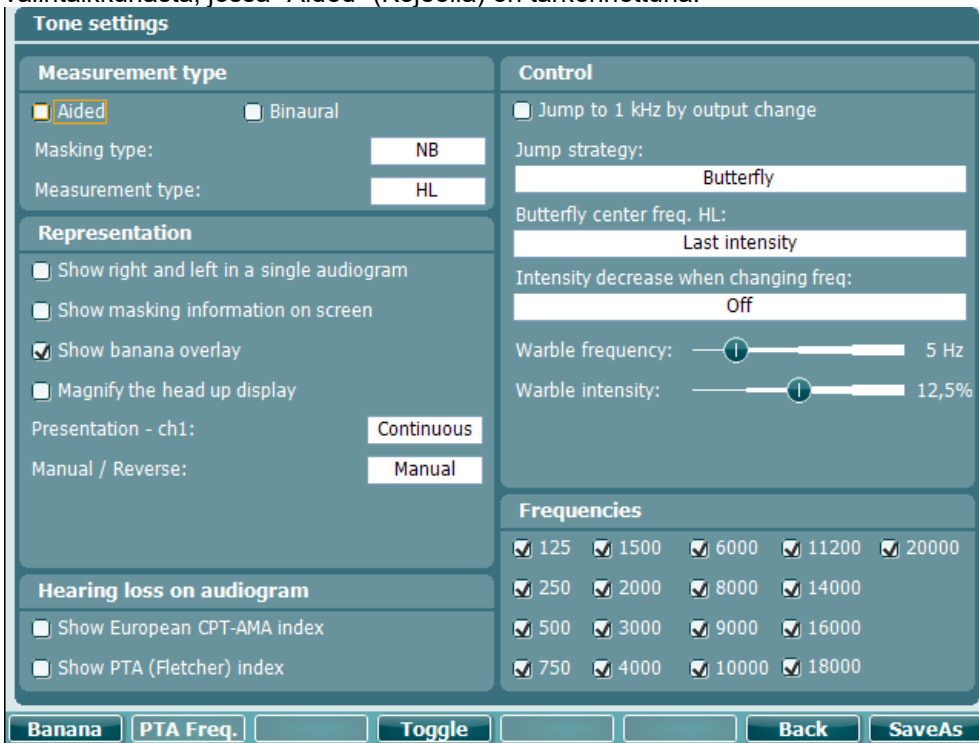 Tone settings
Measurement type
Aided Binaural
Masking type: NB
Measurement type: HL
Representation
Show right and left in a single audiogram
Show masking information on screen
Show banana overlay
Magnify the head up display
Presentation - ch1: Continuous
Manual / Reverse: Manual
Hearing loss on audiogram
Show European CPT-AMA index
Show PTA (Fletcher) index
Control
Jump to 1 kHz by output change
Jump strategy:
Butterfly
Butterfly center freq. HL:
Last intensity
Intensity decrease when changing freq:
Off
Warble frequency: 5 Hz
Warble intensity: 12,5%
Frequencies
125 1500 6000 11200 20000
250 2000 8000 14000
500 3000 9000 16000
750 4000 10000 18000
Banana PTA Freq. Toggle Back SaveAs